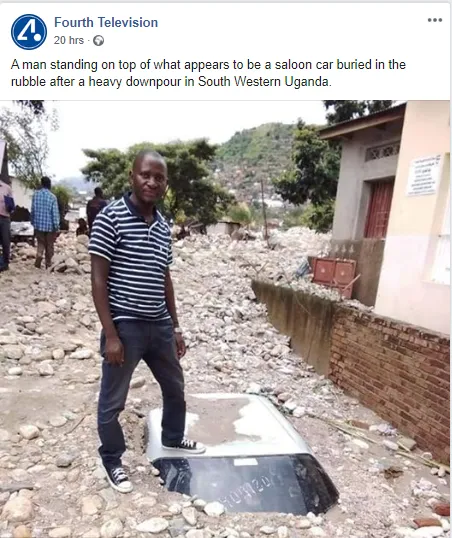 Fourth Television
20 hrs ·
A man standing on top of what appears to be a saloon car buried in the
rubble after a heavy downpour in South Western Uganda.